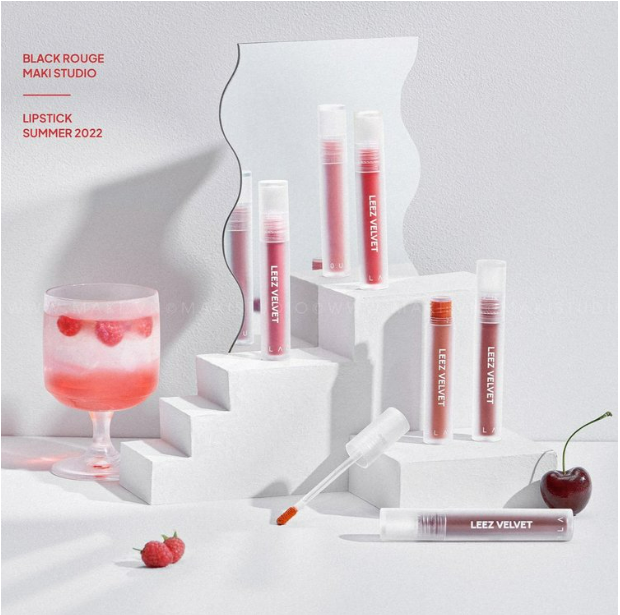 BLACK ROUGE
MAKI STUDIO
LIPSTICK
SUMMER 2022
LEEZ VELVET
LEEZ VELVET
LEEZ VELVET
LEEZ VELVET
LEEZ VELVET